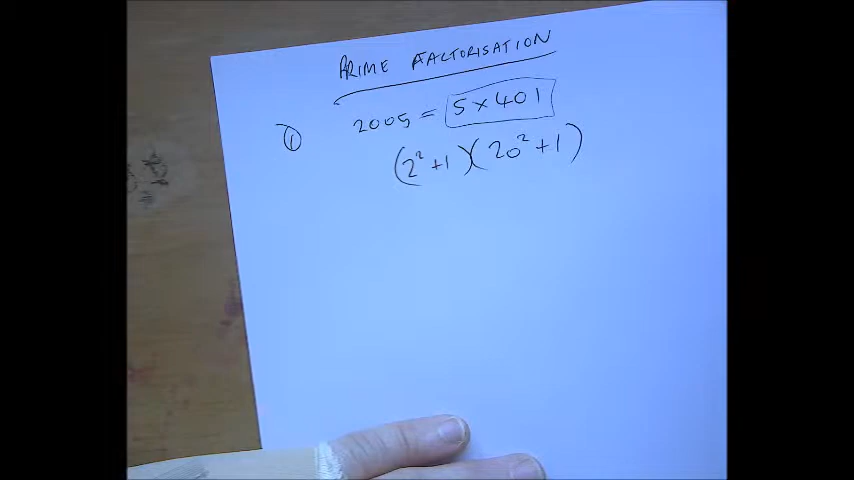 PRIME FACTORISATION
① 2005 = 5 × 401
(2² + 1)(20² + 1)